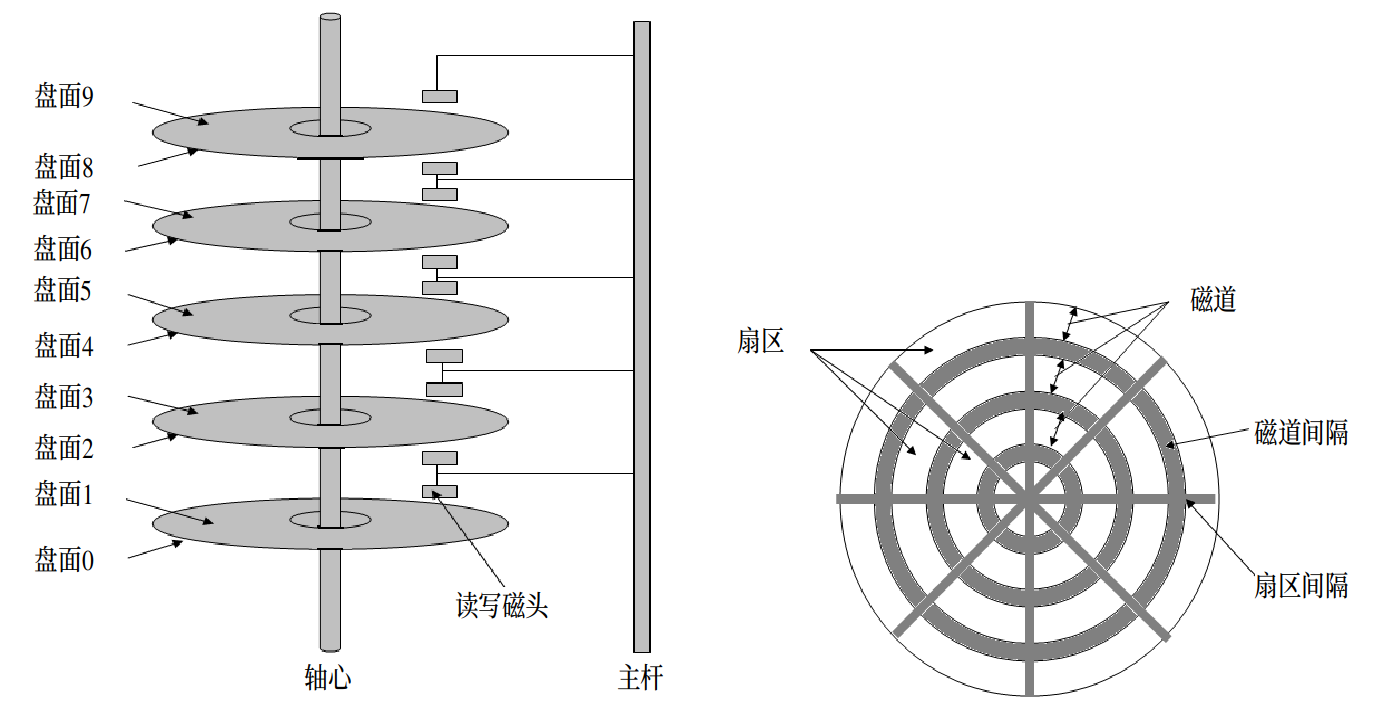 盘面9
盘面8
盘面7
盘面6
盘面5
盘面4
盘面3
盘面2
盘面1
盘面0
读写磁头
轴心
主杆
磁道
扇区
磁道间隔
扇区间隔